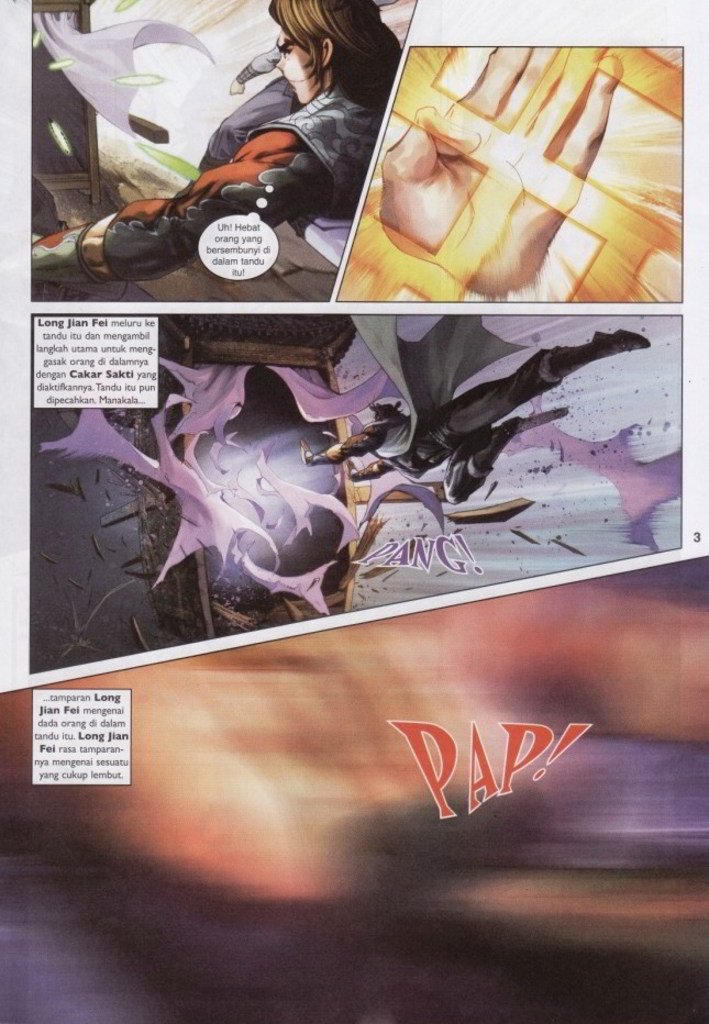 Uh! Hebat
orang yang
bersembunyi di
dalam tandu
itu!
Long Jian Fei meluru ke
tandu itu dan mengambil
langkah utama untuk meng-
gasak orang di dalamnya
dengan Cakar Sakti yang
diaktifkannya. Tandu itu pun
dipecahkan. Manakala...
PANG!
3
...tamparan Long
Jian Fei mengenai
dada orang di dalam
tandu itu. Long Jian
Fei rasa tamparan-
nya mengenai sesuatu
yang cukup lembut.
PAP!